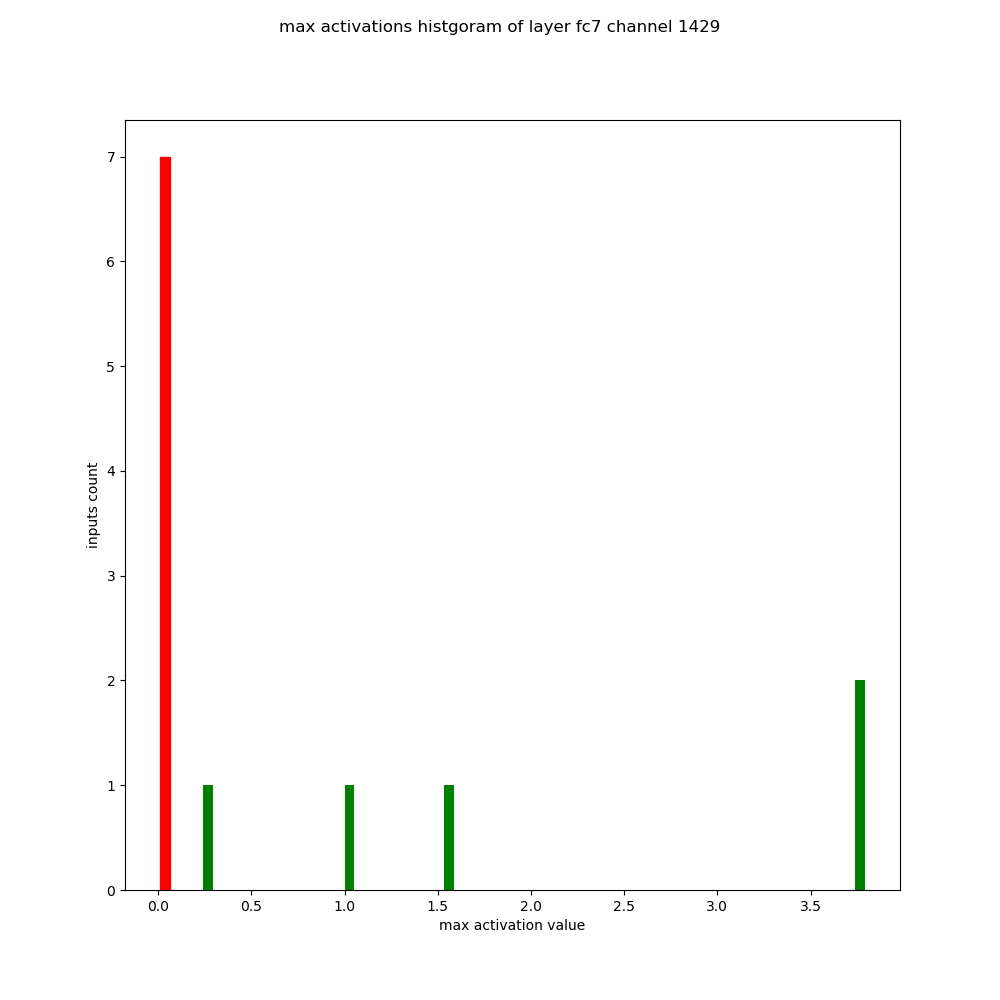 max activations histgoram of layer fc7 channel 1429
7
6
5
4
3
2
1
0
inputs count
0.0 0.5 1.0 1.5 2.0 2.5 3.0 3.5
max activation value